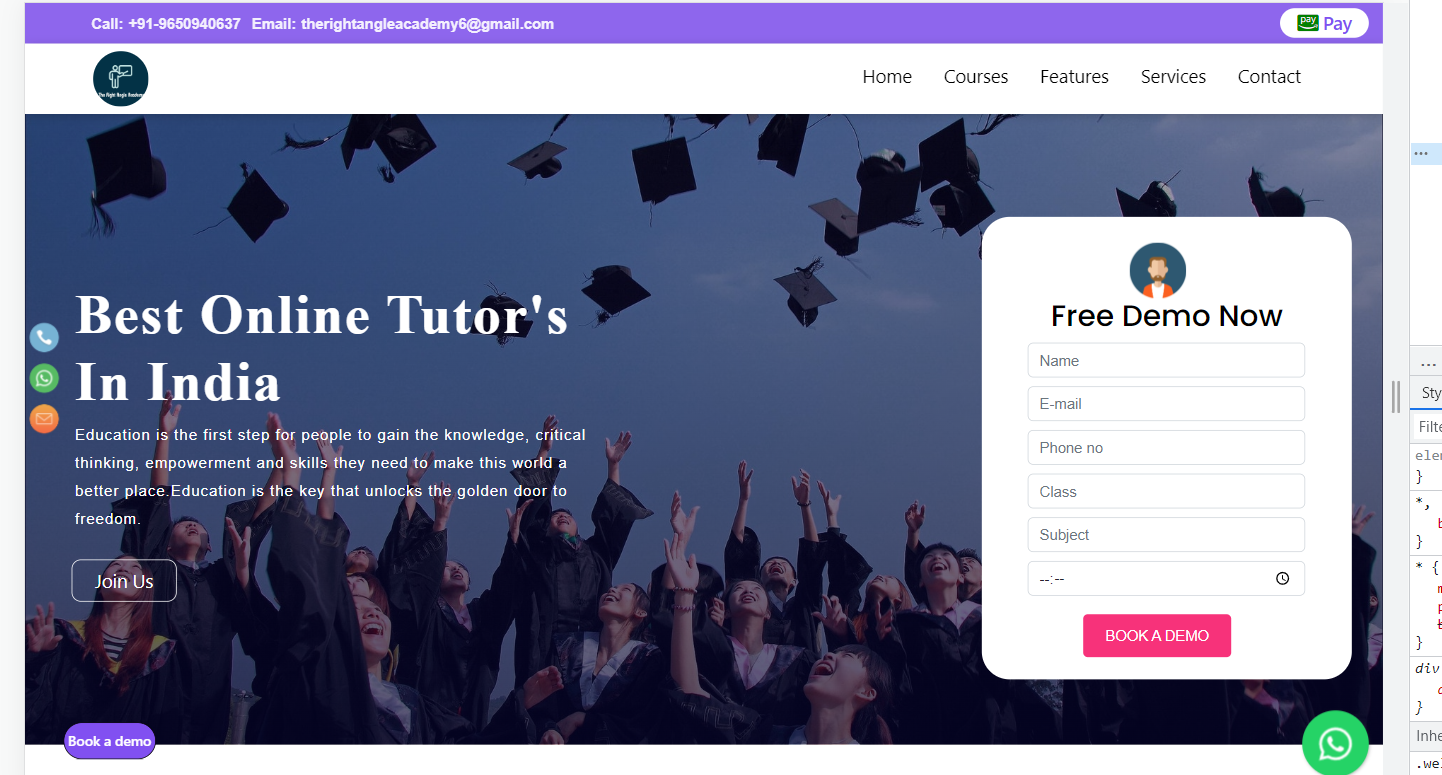 Call: +91-9650940637 Email: therightangleacademy6@gmail.com
pay Pay
The Right Angle Academy
Home Courses Features Services Contact
Best Online Tutor's
In India
Education is the first step for people to gain the knowledge, critical
thinking, empowerment and skills they need to make this world a
better place.Education is the key that unlocks the golden door to
freedom.
Join Us
Book a demo
Free Demo Now
Name
E-mail
Phone no
Class
Subject
--:--
BOOK A DEMO
...
...
Sty
Filte
eler
}
*,
b
}
* {
m
p
}
div
}
Inhe
.wel